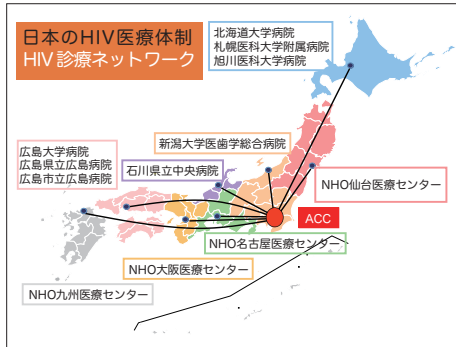 日本のHIV医療体制
HIV診療ネットワーク
北海道大学病院
札幌医科大学附属病院
旭川医科大学病院
新潟大学医歯学総合病院
広島大学病院
広島県立広島病院
広島市立広島病院
石川県立中央病院
NHO仙台医療センター
ACC
NHO名古屋医療センター
NHO大阪医療センター
NHO九州医療センター